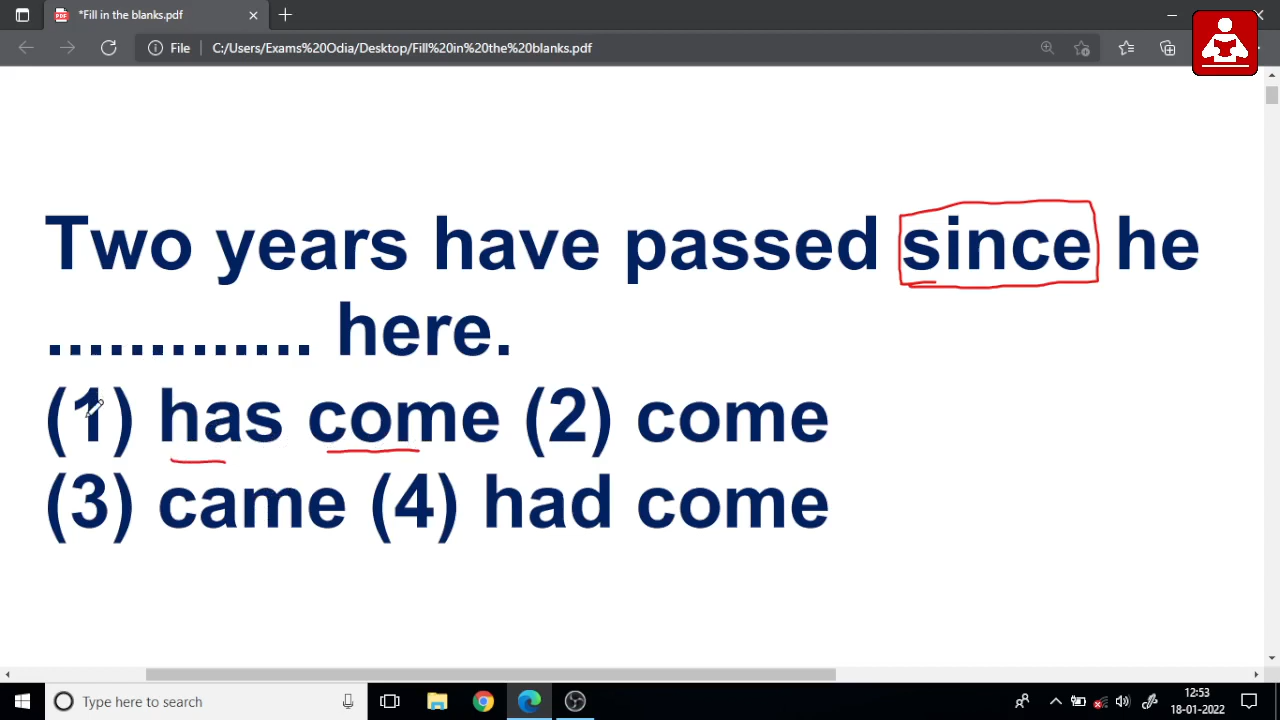 *Fill in the blanks.pdf
File
C:/Users/Exams%20Odia/Desktop/Fill%20in%20the%20blanks.pdf
Two years have passed since he
............. here.
(1) has come (2) come
(3) came (4) had come
Type here to search
12:53
18-01-2022